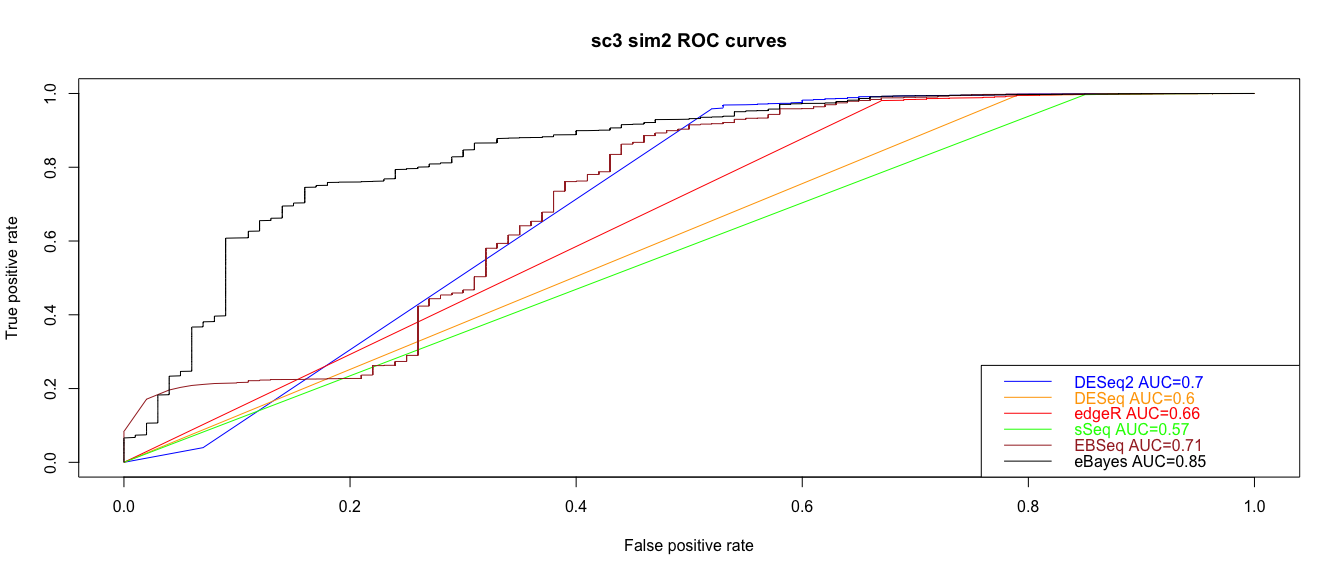 sc3 sim2 ROC curves
True positive rate
1.0
0.8
0.6
0.4
0.2
0.0
DESeq2 AUC=0.7
DESeq AUC=0.6
edgeR AUC=0.66
sSeq AUC=0.57
EBSeq AUC=0.71
eBayes AUC=0.85
0.0 0.2 0.4 0.6 0.8 1.0
False positive rate